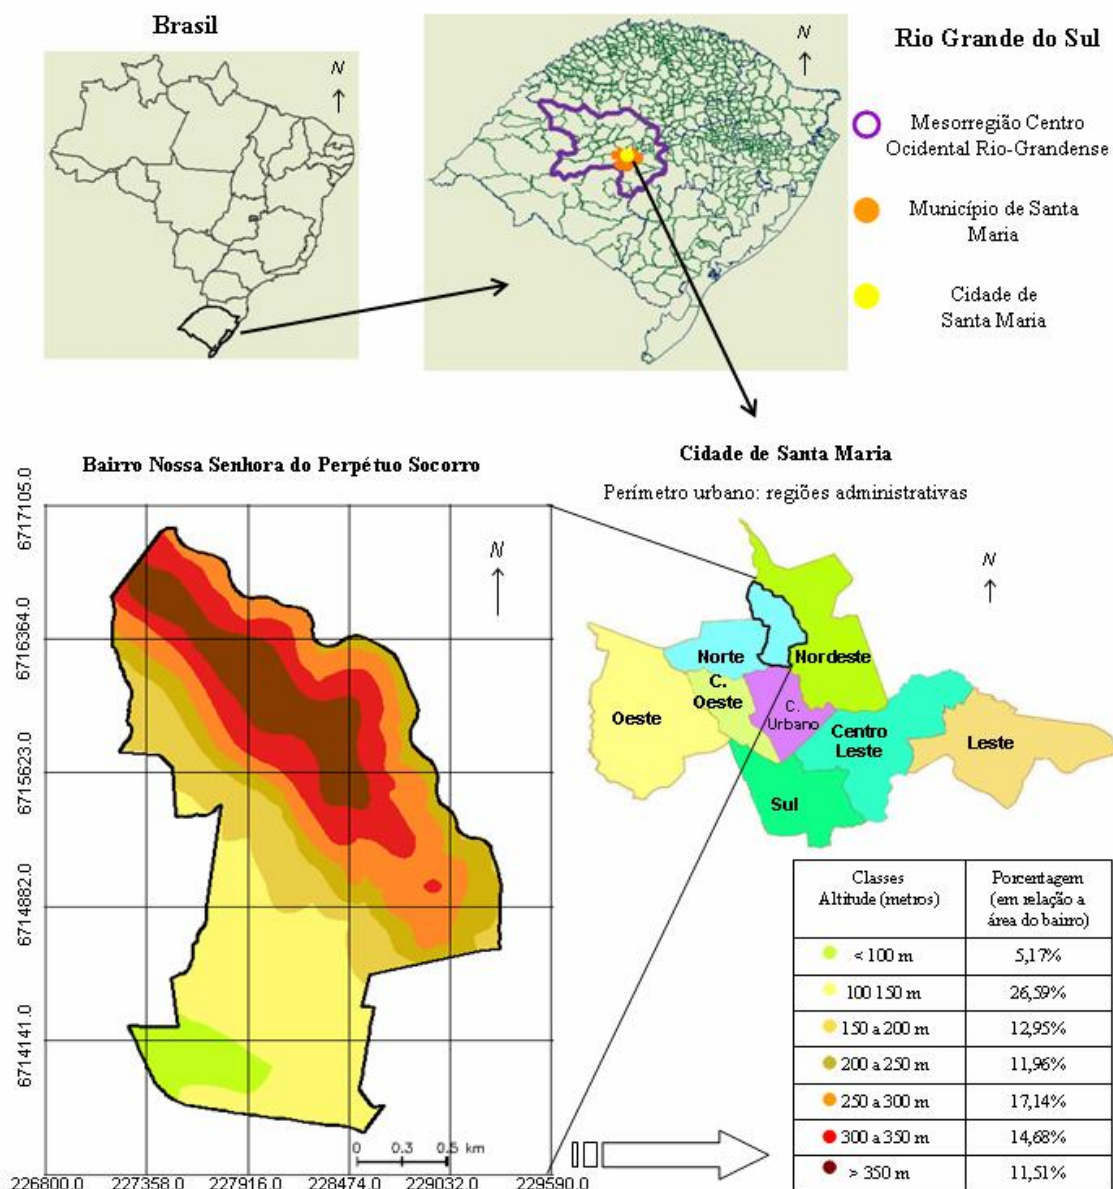 Brasil
N
N
Rio Grande do Sul
Mesorregião Centro
Ocidental Rio-Grandense
Município de Santa
Maria
Cidade de
Santa Maria
Bairro Nossa Senhora do Perpétuo Socorro
6717105.0
6716364.0
6715623.0
6714882.0
6714141.0
N
0 0.3 0.5 km
226800.0 227358.0 227916.0 228474.0 229032.0 229590.0
Cidade de Santa Maria
Perímetro urbano: regiões administrativas
N
Norte
Nordeste
C.
Oeste
Oeste
C.
Urbano
Centro
Leste
Leste
Sul
Classes
Altitude (metros)
Porcentagem
(em relação a
área do bairro)
< 100 m 5,17%
100 150 m 26,59%
150 a 200 m 12,95%
200 a 250 m 11,96%
250 a 300 m 17,14%
300 a 350 m 14,68%
> 350 m 11,51%